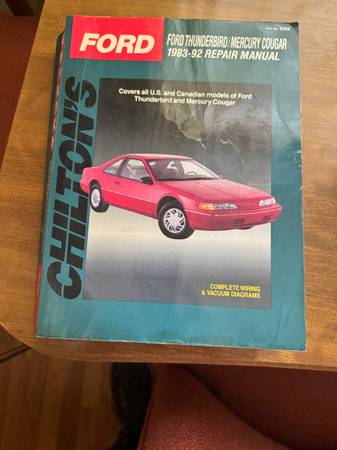 FORD
FORD THUNDERBIRD/MERCURY COUGAR
1983-92 REPAIR MANUAL
Covers all U.S. and Canadian models of Ford
Thunderbird and Mercury Cougar
CHILTON'S
COMPLETE WIRING
& VACUUM DIAGRAMS